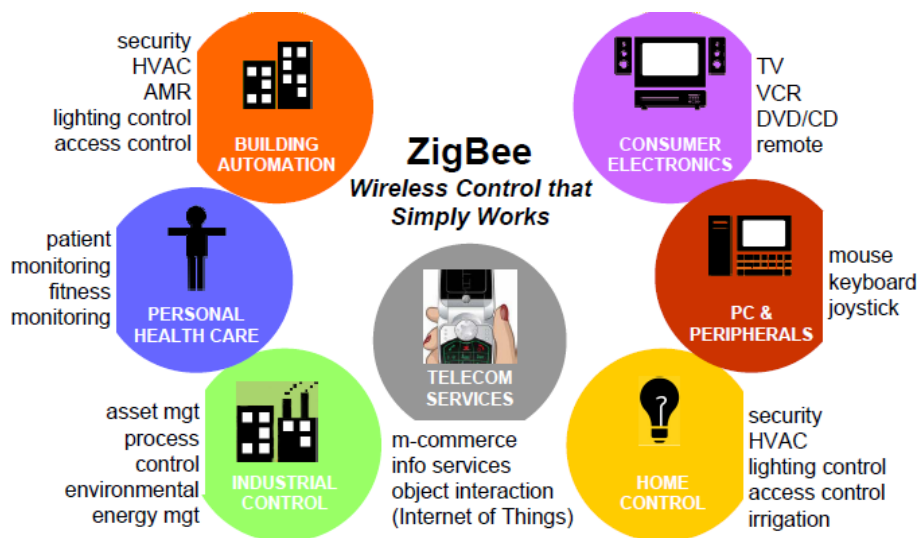 security
HVAC
AMR
lighting control
access control
BUILDING
AUTOMATION
ZigBee
Wireless Control that
Simply Works
CONSUMER
ELECTRONICS
TV
VCR
DVD/CD
remote
patient
monitoring
fitness
monitoring
PERSONAL
HEALTH CARE
TELECOM
SERVICES
PC &
PERIPHERALS
mouse
keyboard
joystick
asset mgt
process
control
environmental
energy mgt
INDUSTRIAL
CONTROL
m-commerce
info services
object interaction
(Internet of Things)
?
HOME
CONTROL
security
HVAC
lighting control
access control
irrigation